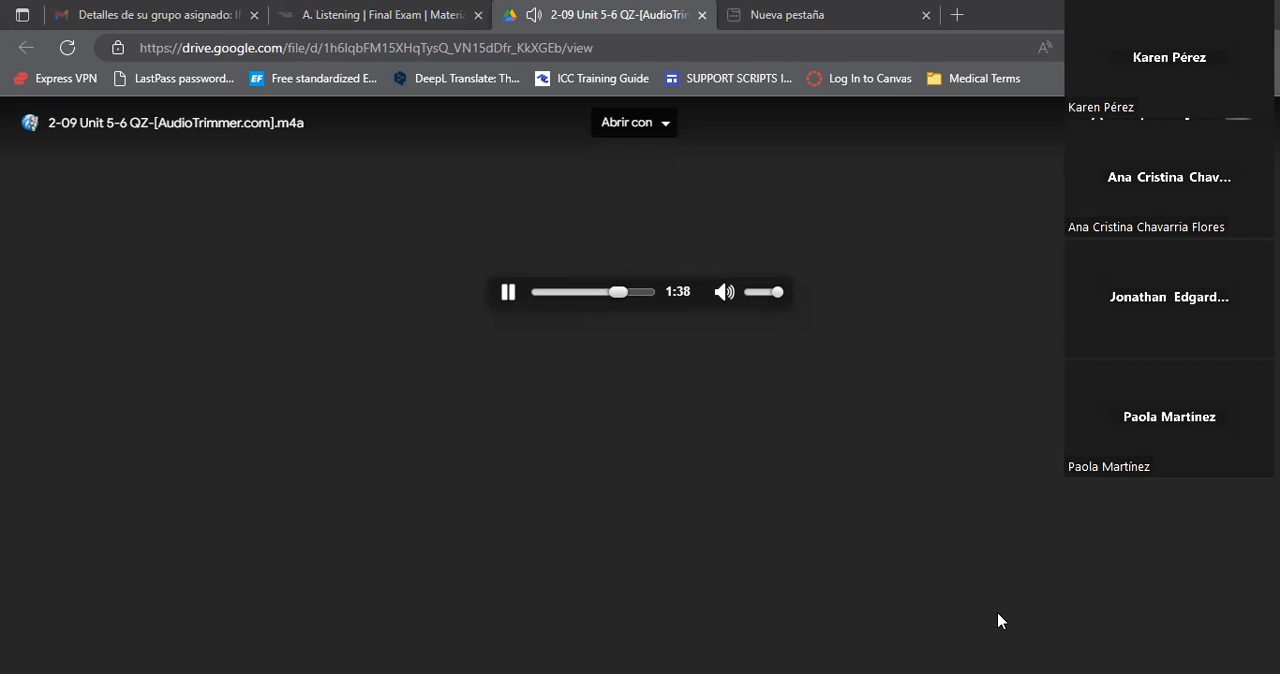 Detalles de su grupo asignado: I
A. Listening | Final Exam | Materia
2-09 Unit 5-6 QZ-[AudioTrim
Nueva pestaña
https://drive.google.com/file/d/1h6lqbFM15XHqTysQ_VN15dDfr_KkXGEb/view
Express VPN
LastPass password...
EF Free standardized E...
DeepL Translate: Th...
ICC Training Guide
SUPPORT SCRIPTS I...
Log In to Canvas
Medical Terms
2-09 Unit 5-6 QZ-[AudioTrimmer.com].m4a
Abrir con
1:38
Karen Pérez
Karen Pérez
Ana Cristina Chav...
Ana Cristina Chavarria Flores
Jonathan Edgard...
Paola Martínez
Paola Martínez